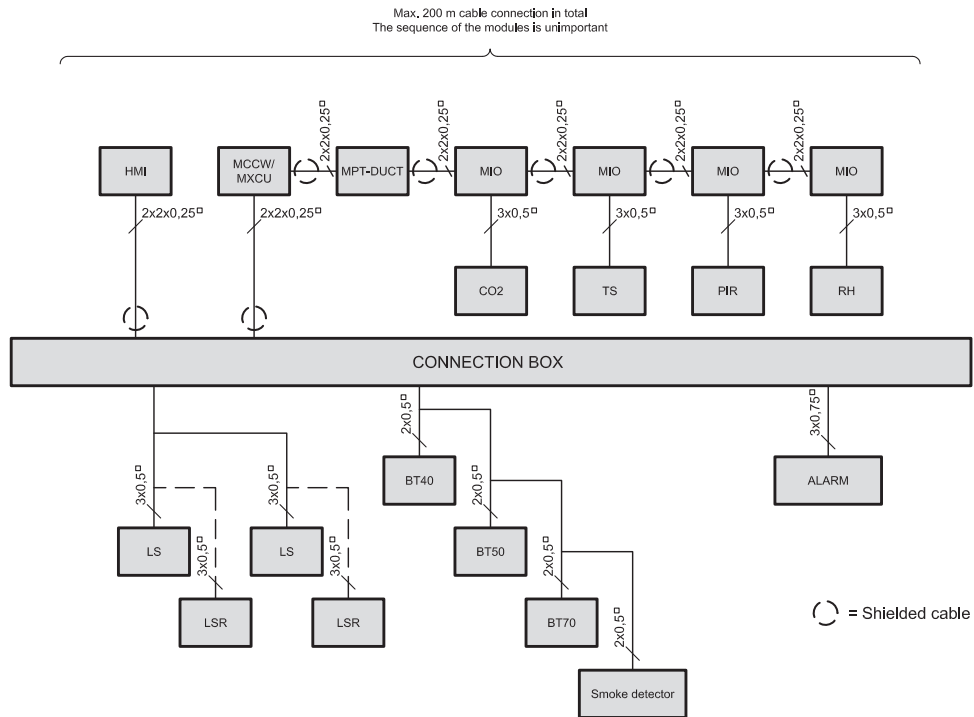 Max. 200 m cable connection in total
The sequence of the modules is unimportant
2x2x0,25¤
2x2x0,25¤
2x2x0,25¤
2x2x0,25¤
2x2x0,25¤
HMI
MCCW/
MXCU
MPT-DUCT
MIO
MIO
MIO
MIO
2x2x0,25¤
2x2x0,25¤
3x0,5¤
3x0,5¤
3x0,5¤
3x0,5¤
CO2
TS
PIR
RH
CONNECTION BOX
3x0,5¤
3x0,5¤
2x0,5¤
3x0,75¤
BT40
ALARM
3x0,5¤
3x0,5¤
2x0,5¤
2x0,5¤
LS
LS
BT50
LSR
LSR
BT70
2x0,5¤
= Shielded cable
Smoke detector